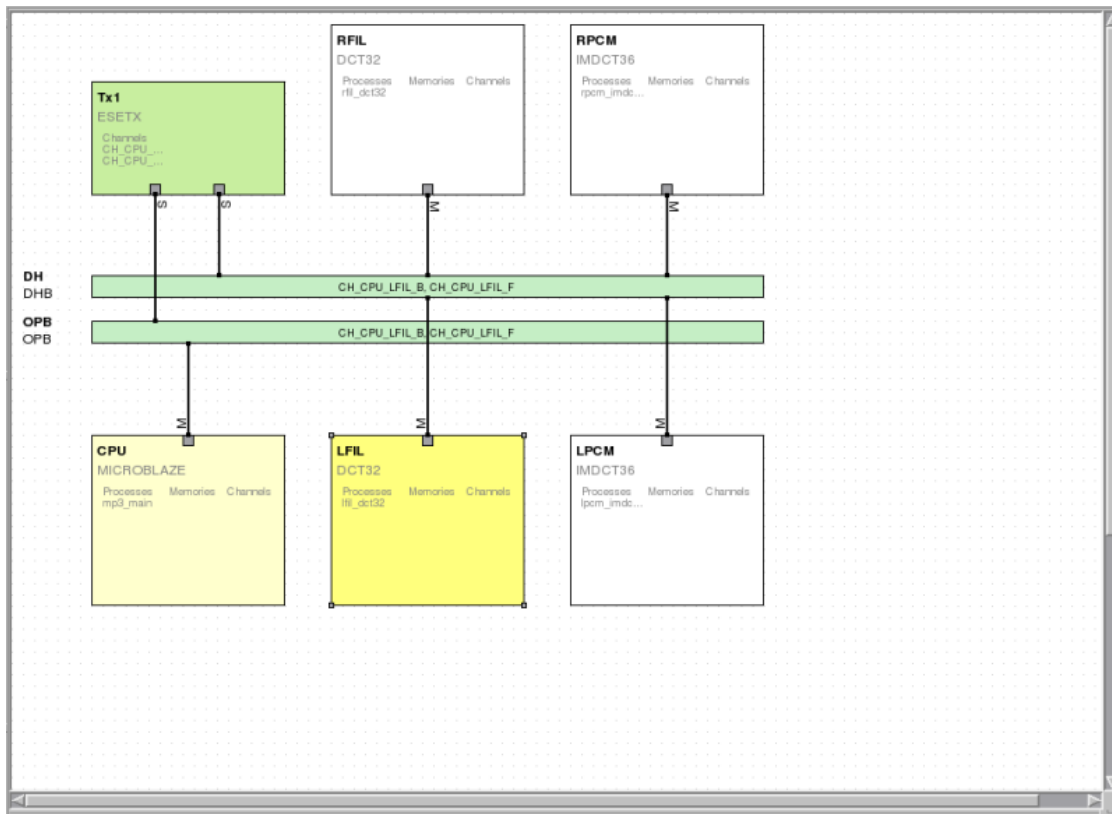 RFIL
DCT32
Processes Memories Channels
rfil_dct32
RPCM
IMDCT36
Processes Memories Channels
rpcm_imdc...
Tx1
ESETX
Channels
CH_CPU_...
CH_CPU_...
S S M M
DH
DHB
CH_CPU_LFIL_B, CH_CPU_LFIL_F
OPB
OPB
CH_CPU_LFIL_B, CH_CPU_LFIL_F
M M M
CPU
MICROBLAZE
Processes Memories Channels
mp3_main
LFIL
DCT32
Processes Memories Channels
lfil_dct32
LPCM
IMDCT36
Processes Memories Channels
lpcm_imdc...